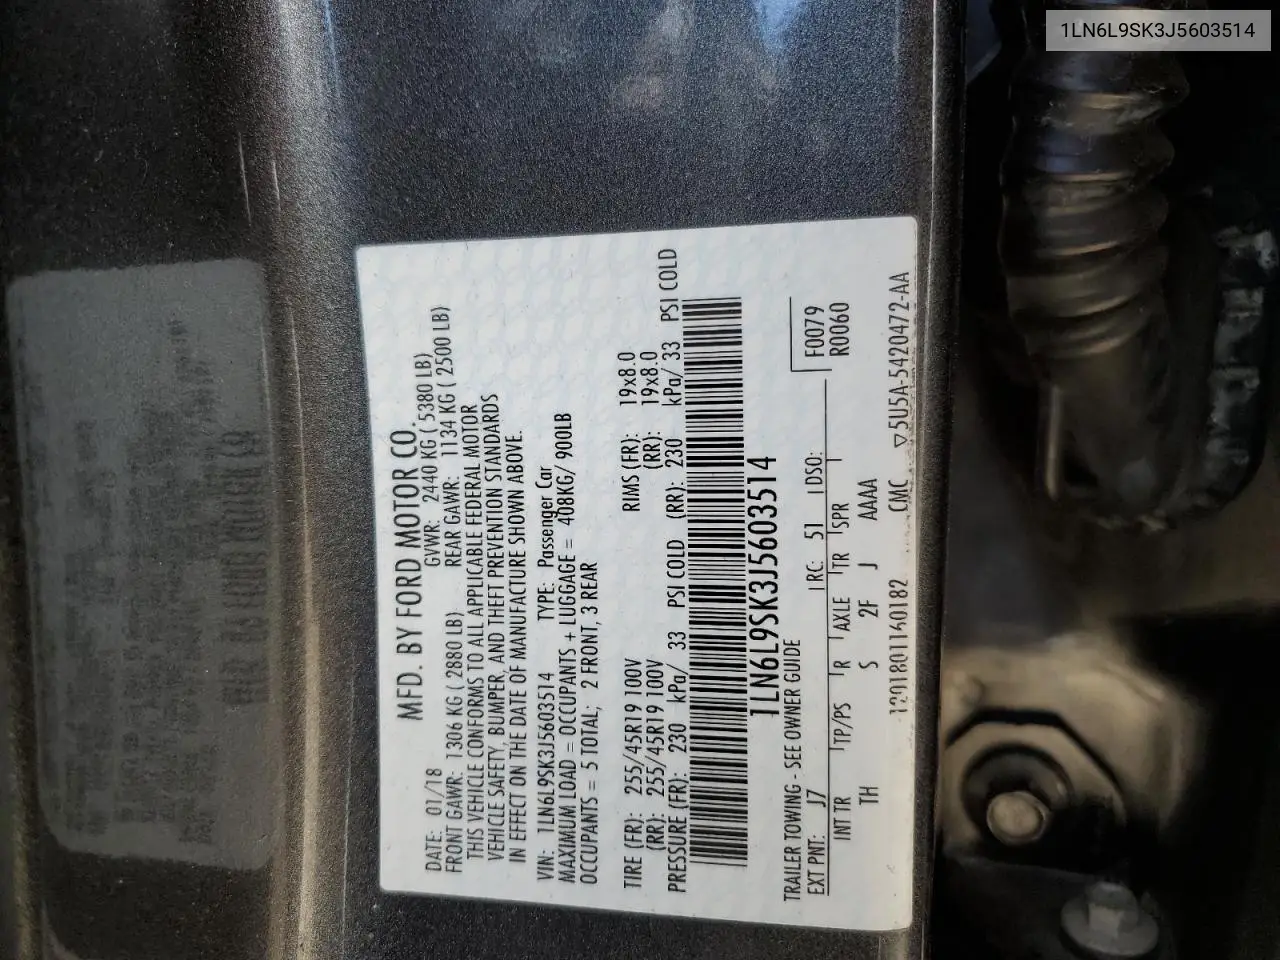 1LN6L9SK3J5603514
MFD. BY FORD MOTOR CO.
DATE: 01/18 GVWR: 2440 KG ( 5380 LB)
FRONT GAWR: 1306 KG ( 2880 LB) REAR GAWR: 1134 KG ( 2500 LB)
THIS VEHICLE CONFORMS TO ALL APPLICABLE FEDERAL MOTOR
VEHICLE SAFETY, BUMPER, AND THEFT PREVENTION STANDARDS
IN EFFECT ON THE DATE OF MANUFACTURE SHOWN ABOVE.
VIN: 1LN6L9SK3J5603514 TYPE: Passenger Car
MAXIMUM LOAD = OCCUPANTS + LUGGAGE = 408KG/ 900LB
OCCUPANTS = 5 TOTAL; 2 FRONT, 3 REAR
TIRE (FR): 255/45R19 100V RIMS (FR): 19x8.0
(RR): 255/45R19 100V (RR): 19x8.0
PRESSURE (FR): 230 kPa/ 33 PSI COLD (RR): 230 kPa/ 33 PSI COLD
1LN6L9SK3J5603514
TRAILER TOWING - SEE OWNER GUIDE
EXT PNT: J7 RC: 51 DSO: F0079
INT TR TP/PS R AXLE TR SPR R0060
TH S 2F J AAAA
1201801160182 CMC ▽5U5A-5420472-AA